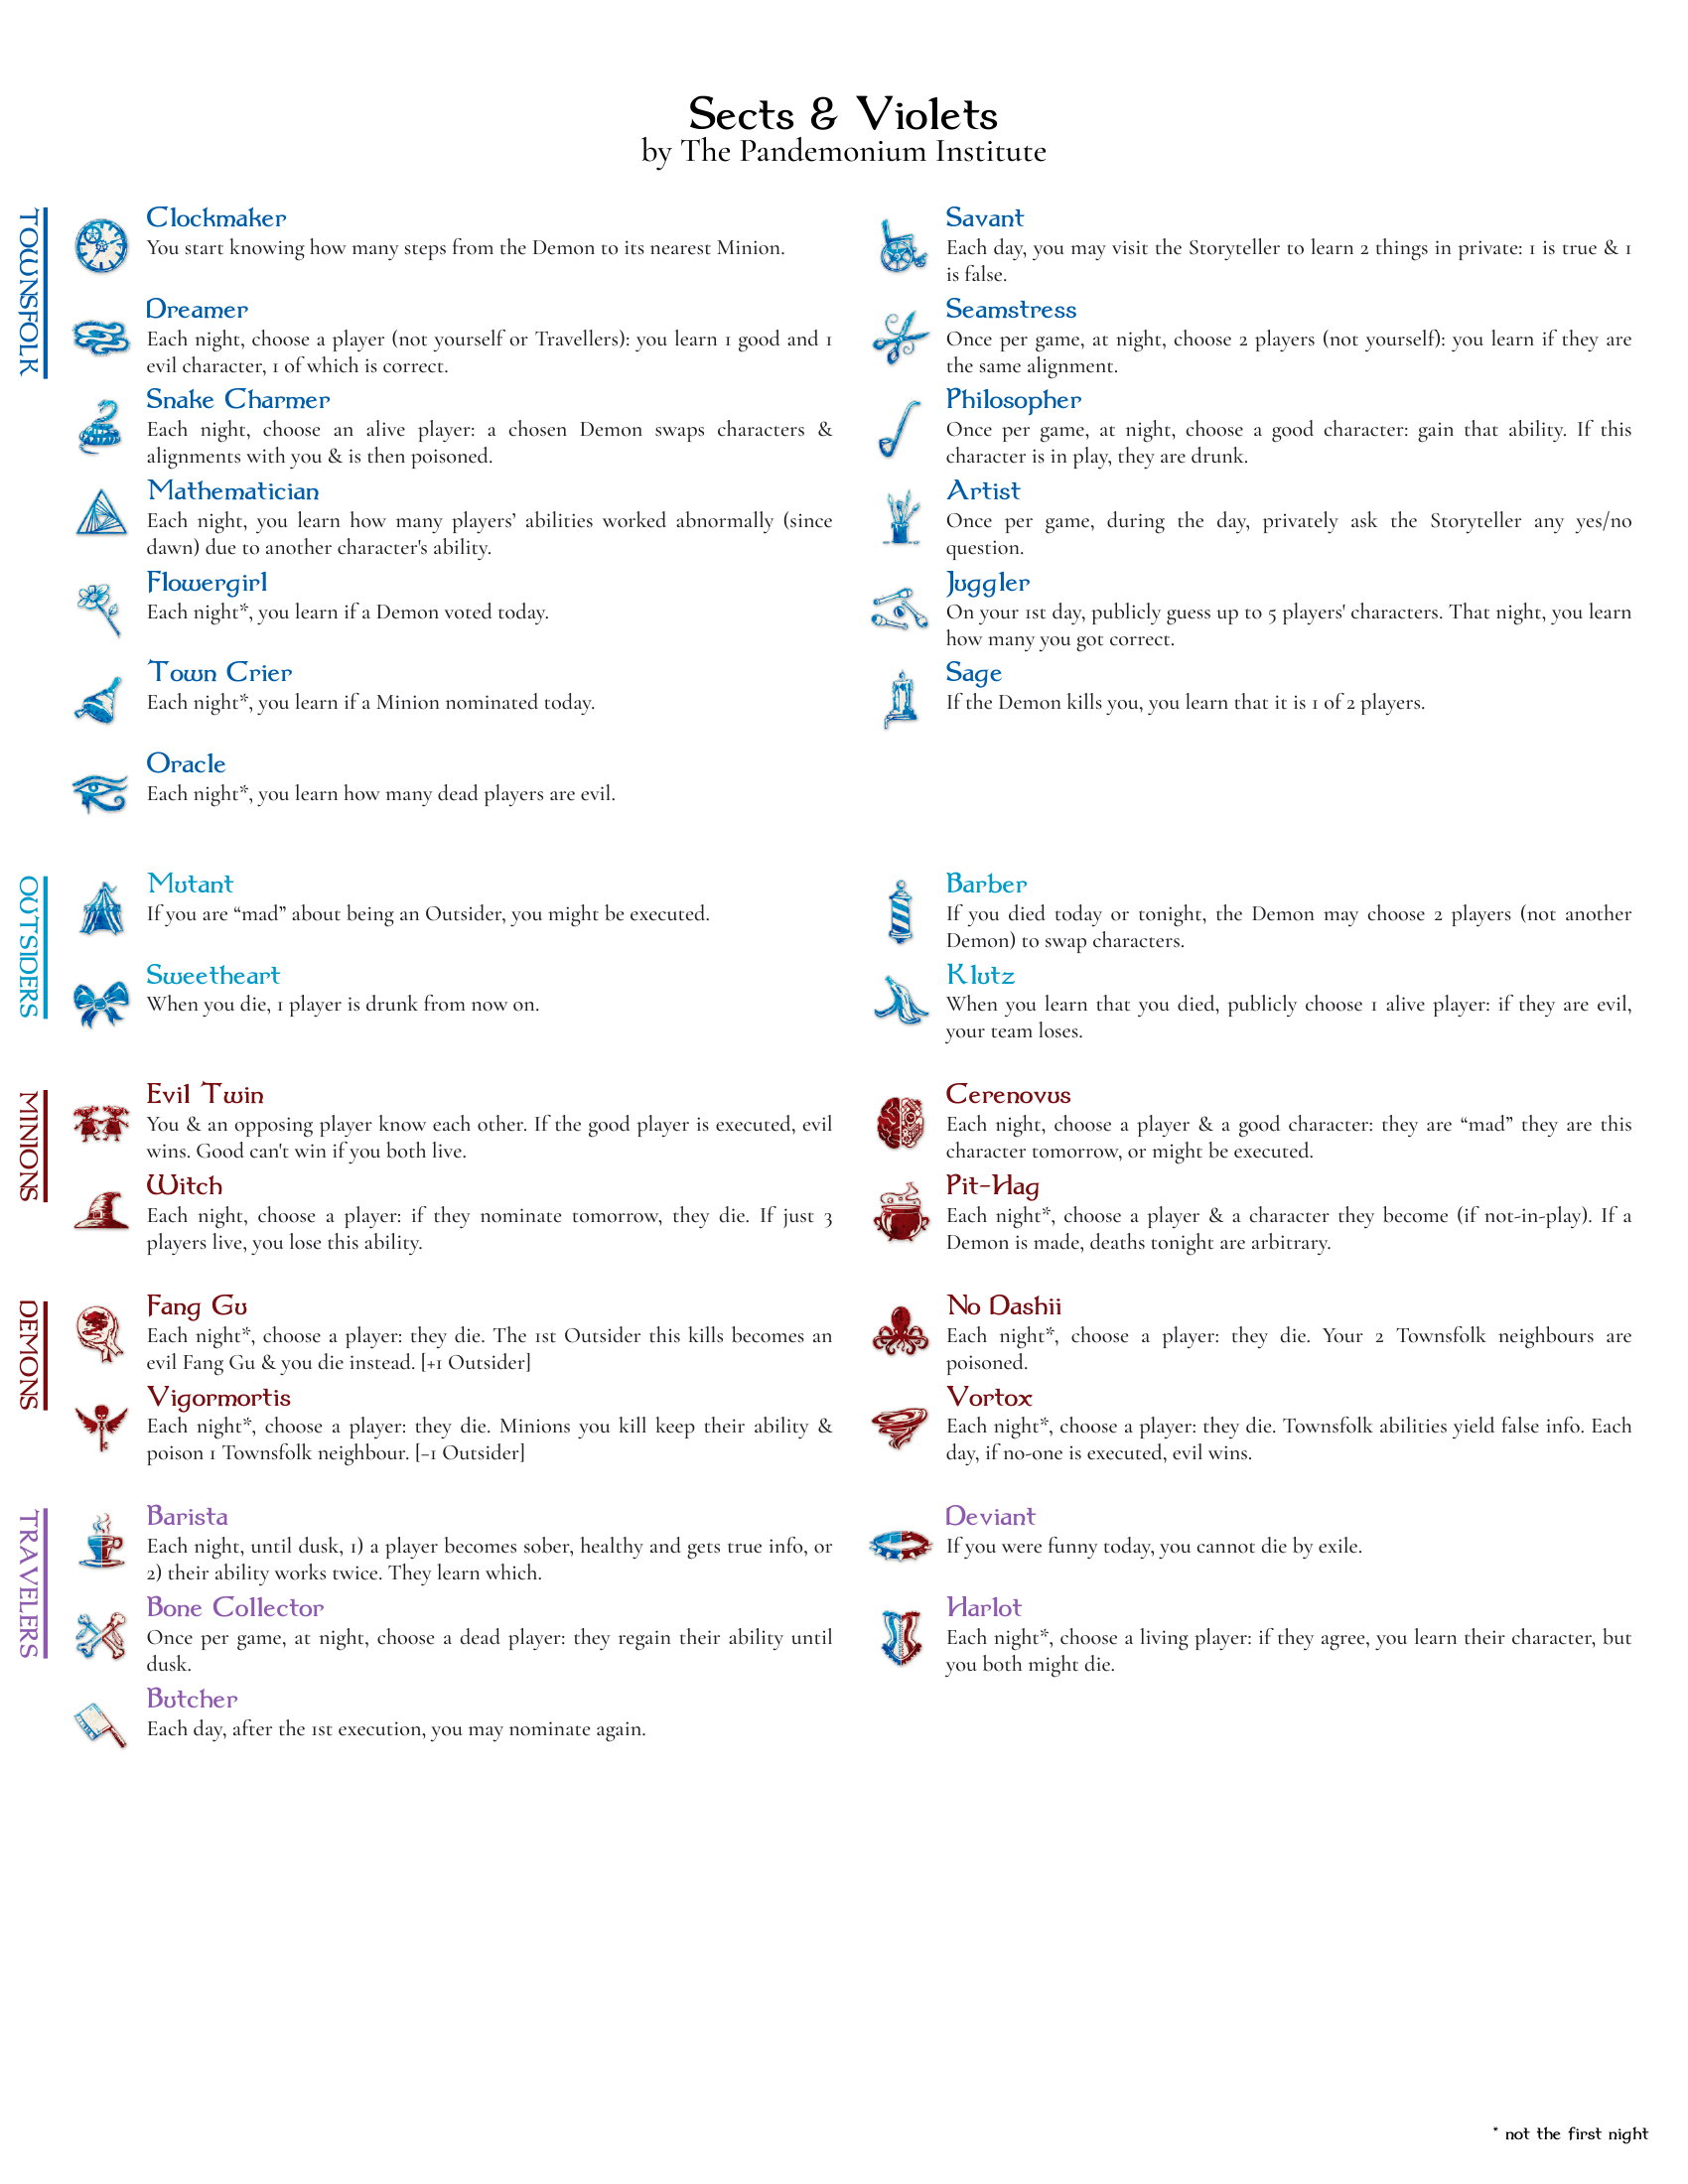 Sects & Violets
by The Pandemonium Institute
TOWNSFOLK
Clockmaker
You start knowing how many steps from the Demon to its nearest Minion.
Dreamer
Each night, choose a player (not yourself or Travellers): you learn 1 good and 1
evil character, 1 of which is correct.
Snake Charmer
Each night, choose an alive player: a chosen Demon swaps characters &
alignments with you & is then poisoned.
Mathematician
Each night, you learn how many players’ abilities worked abnormally (since
dawn) due to another character's ability.
Flowergirl
Each night*, you learn if a Demon voted today.
Town Crier
Each night*, you learn if a Minion nominated today.
Oracle
Each night*, you learn how many dead players are evil.
Savant
Each day, you may visit the Storyteller to learn 2 things in private: 1 is true & 1
is false.
Seamstress
Once per game, at night, choose 2 players (not yourself): you learn if they are
the same alignment.
Philosopher
Once per game, at night, choose a good character: gain that ability. If this
character is in play, they are drunk.
Artist
Once per game, during the day, privately ask the Storyteller any yes/no
question.
Juggler
On your 1st day, publicly guess up to 5 players' characters. That night, you learn
how many you got correct.
Sage
If the Demon kills you, you learn that it is 1 of 2 players.
OUTSIDERS
Mutant
If you are “mad” about being an Outsider, you might be executed.
Sweetheart
When you die, 1 player is drunk from now on.
Barber
If you died today or tonight, the Demon may choose 2 players (not another
Demon) to swap characters.
Klutz
When you learn that you died, publicly choose 1 alive player: if they are evil,
your team loses.
MINIONS
Evil Twin
You & an opposing player know each other. If the good player is executed, evil
wins. Good can't win if you both live.
Witch
Each night, choose a player: if they nominate tomorrow, they die. If just 3
players live, you lose this ability.
Cerenovus
Each night, choose a player & a good character: they are “mad” they are this
character tomorrow, or might be executed.
Pit-Hag
Each night*, choose a player & a character they become (if not-in-play). If a
Demon is made, deaths tonight are arbitrary.
DEMONS
Fang Gu
Each night*, choose a player: they die. The 1st Outsider this kills becomes an
evil Fang Gu & you die instead. [+1 Outsider]
Vigormortis
Each night*, choose a player: they die. Minions you kill keep their ability &
poison 1 Townsfolk neighbour. [−1 Outsider]
No Dashii
Each night*, choose a player: they die. Your 2 Townsfolk neighbours are
poisoned.
Vortox
Each night*, choose a player: they die. Townsfolk abilities yield false info. Each
day, if no-one is executed, evil wins.
TRAVELERS
Barista
Each night, until dusk, 1) a player becomes sober, healthy and gets true info, or
2) their ability works twice. They learn which.
Bone Collector
Once per game, at night, choose a dead player: they regain their ability until
dusk.
Butcher
Each day, after the 1st execution, you may nominate again.
Deviant
If you were funny today, you cannot die by exile.
Harlot
Each night*, choose a living player: if they agree, you learn their character, but
you both might die.
* not the first night